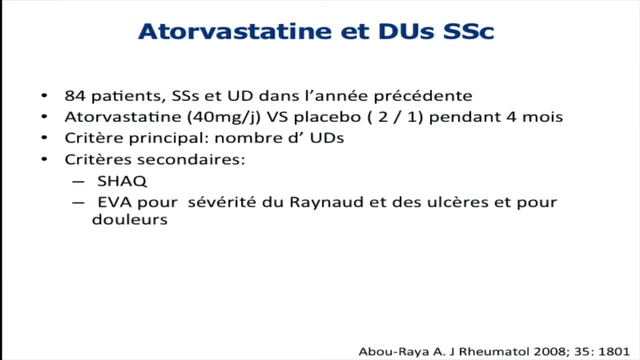 Atorvastatine et DUs SSc
• 84 patients, SSs et UD dans l'année précédente
• Atorvastatine (40mg/j) VS placebo ( 2 / 1) pendant 4 mois
• Critère principal: nombre d' UDs
• Critères secondaires:
– SHAQ
– EVA pour sévérité du Raynaud et des ulcères et pour
douleurs
Abou-Raya A. J Rheumatol 2008; 35: 1801